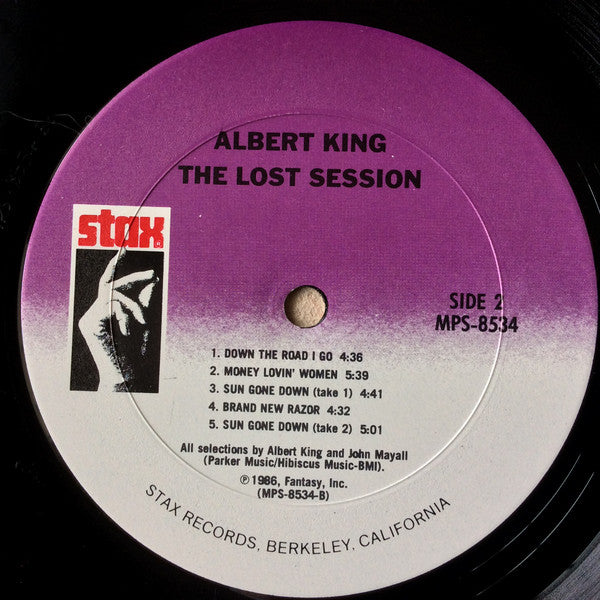 ALBERT KING
THE LOST SESSION
stax®
SIDE 2
MPS-8534
1. DOWN THE ROAD I GO 4:36
2. MONEY LOVIN' WOMEN 5:39
3. SUN GONE DOWN (take 1) 4:41
4. BRAND NEW RAZOR 4:32
5. SUN GONE DOWN (take 2) 5:01
All selections by Albert King and John Mayall
(Parker Music/Hibiscus Music-BMI).
℗1986, Fantasy, Inc.
(MPS-8534-B)
STAX RECORDS, BERKELEY, CALIFORNIA